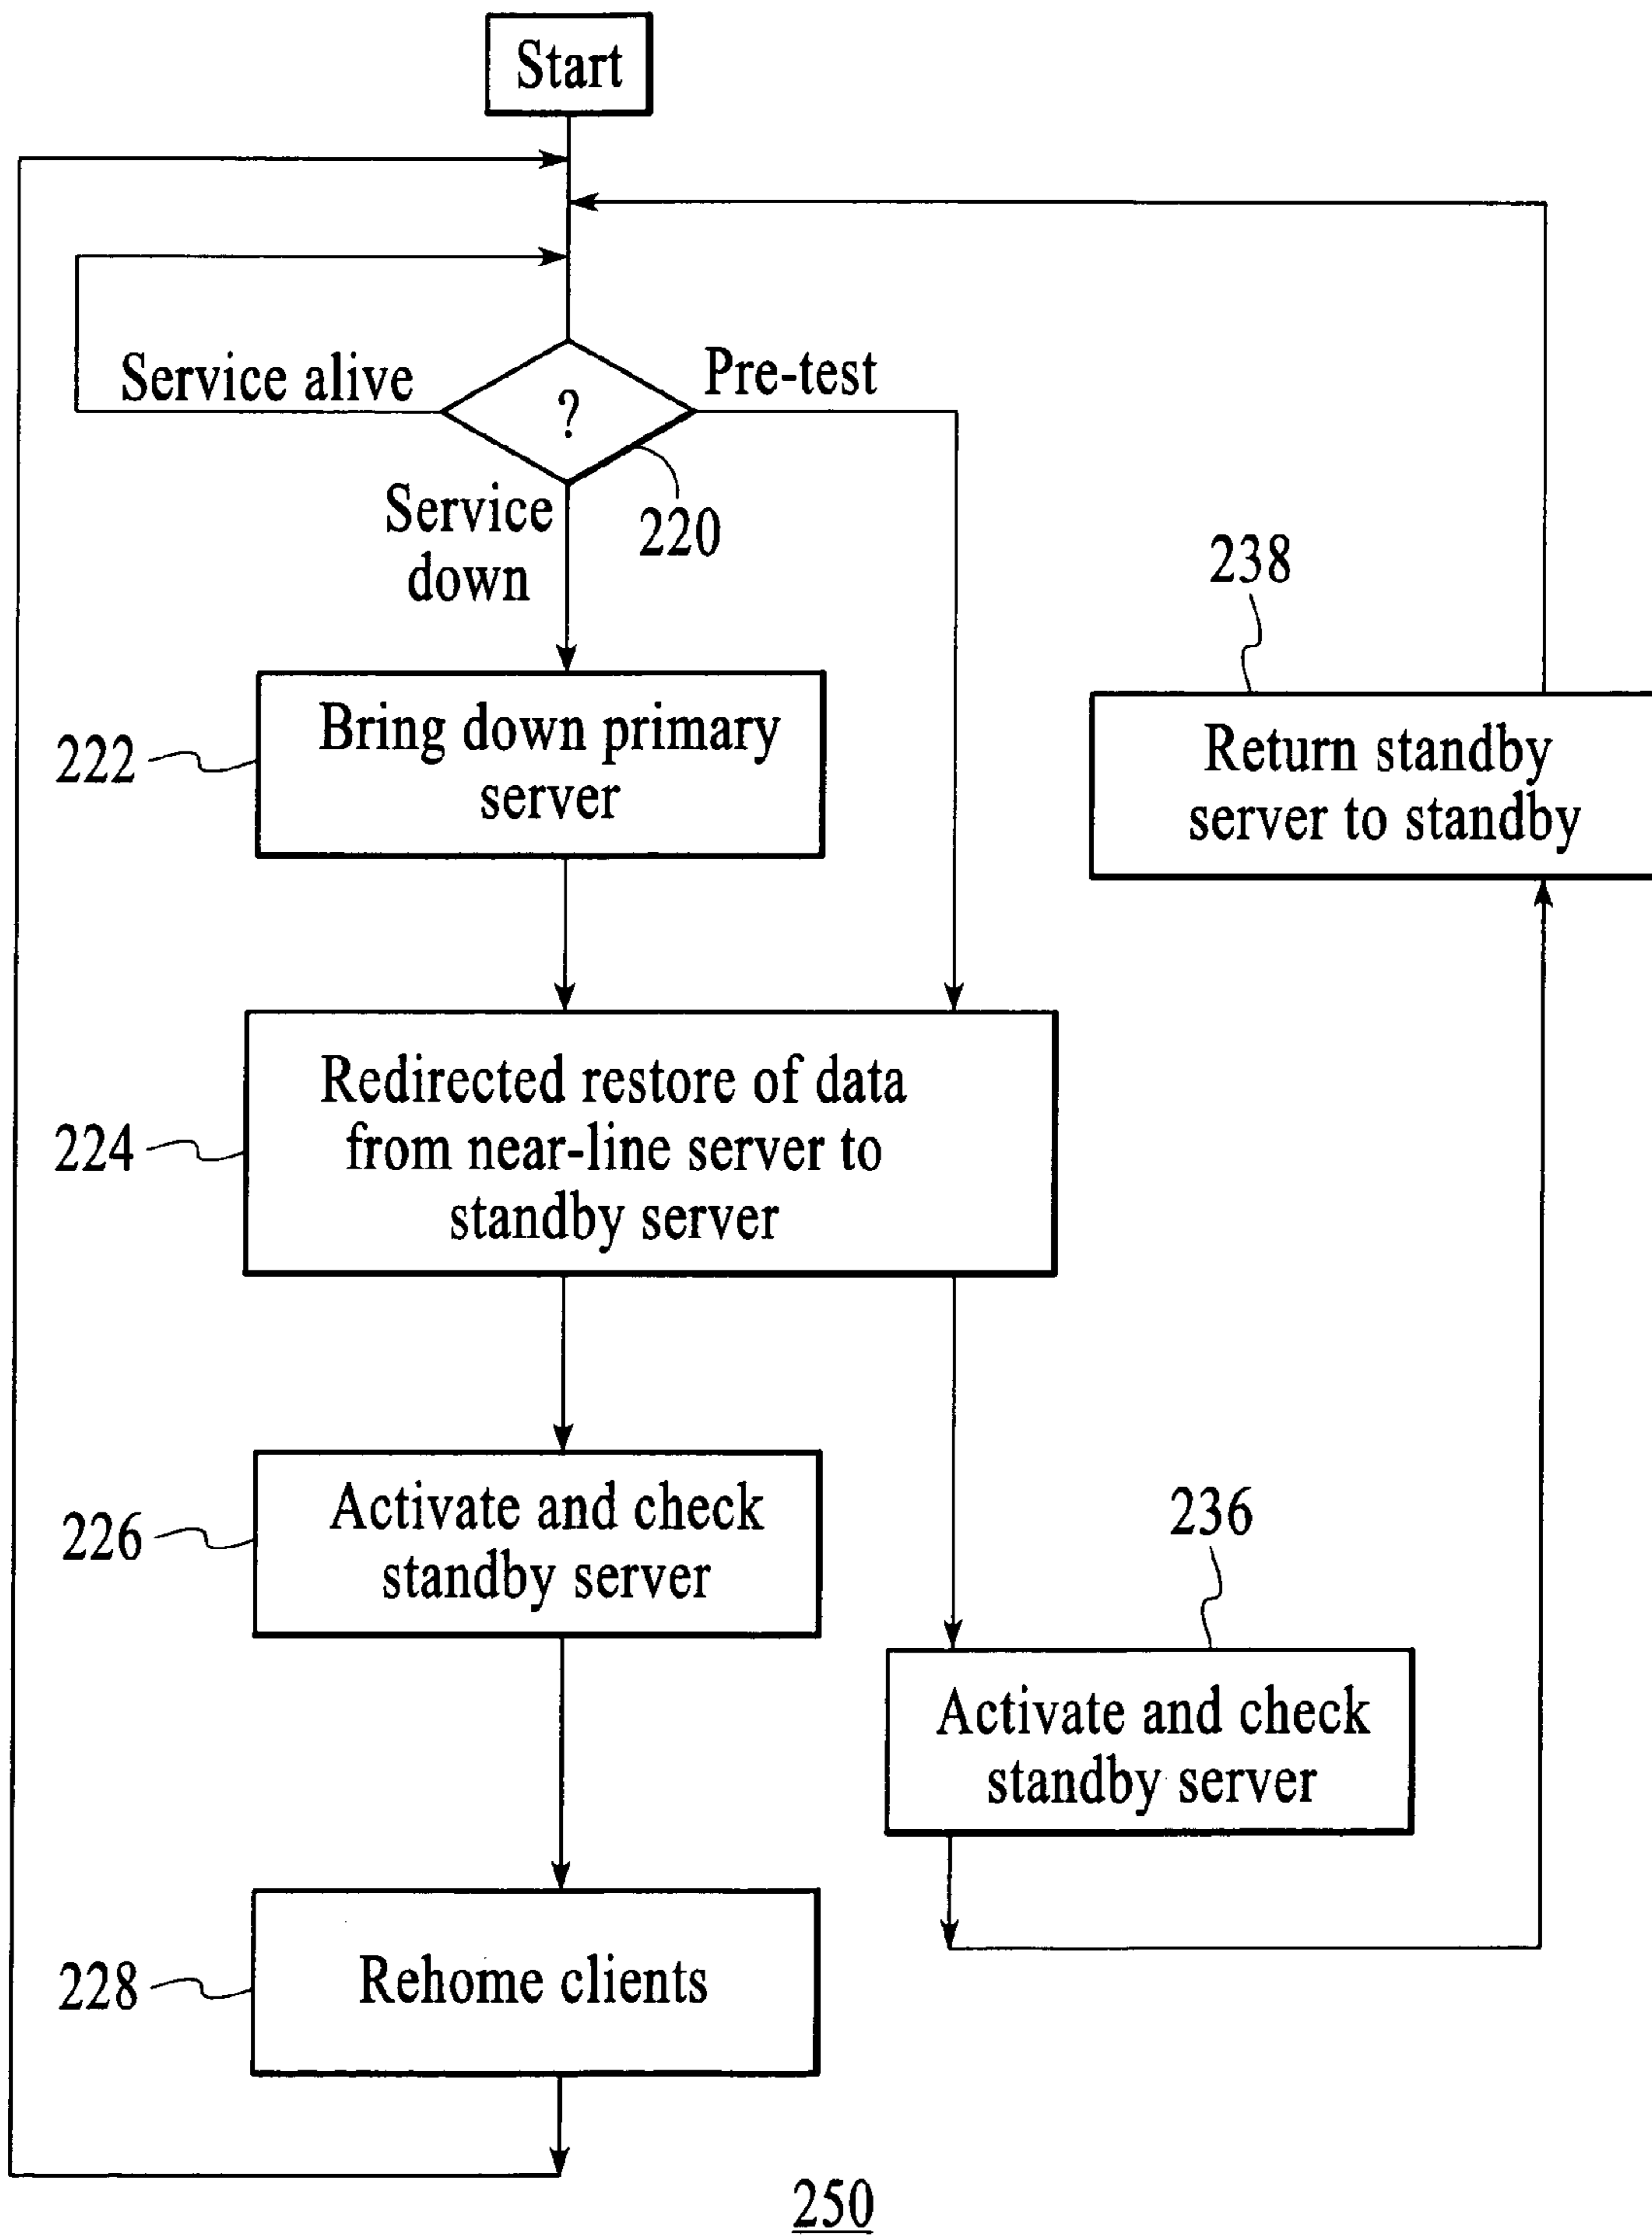 Start
Service alive
?
Pre-test
Service
down
220
238
222
Bring down primary
server
Return standby
server to standby
224
Redirected restore of data
from near-line server to
standby server
226
Activate and check
standby server
236
Activate and check
standby server
228
Rehome clients
250